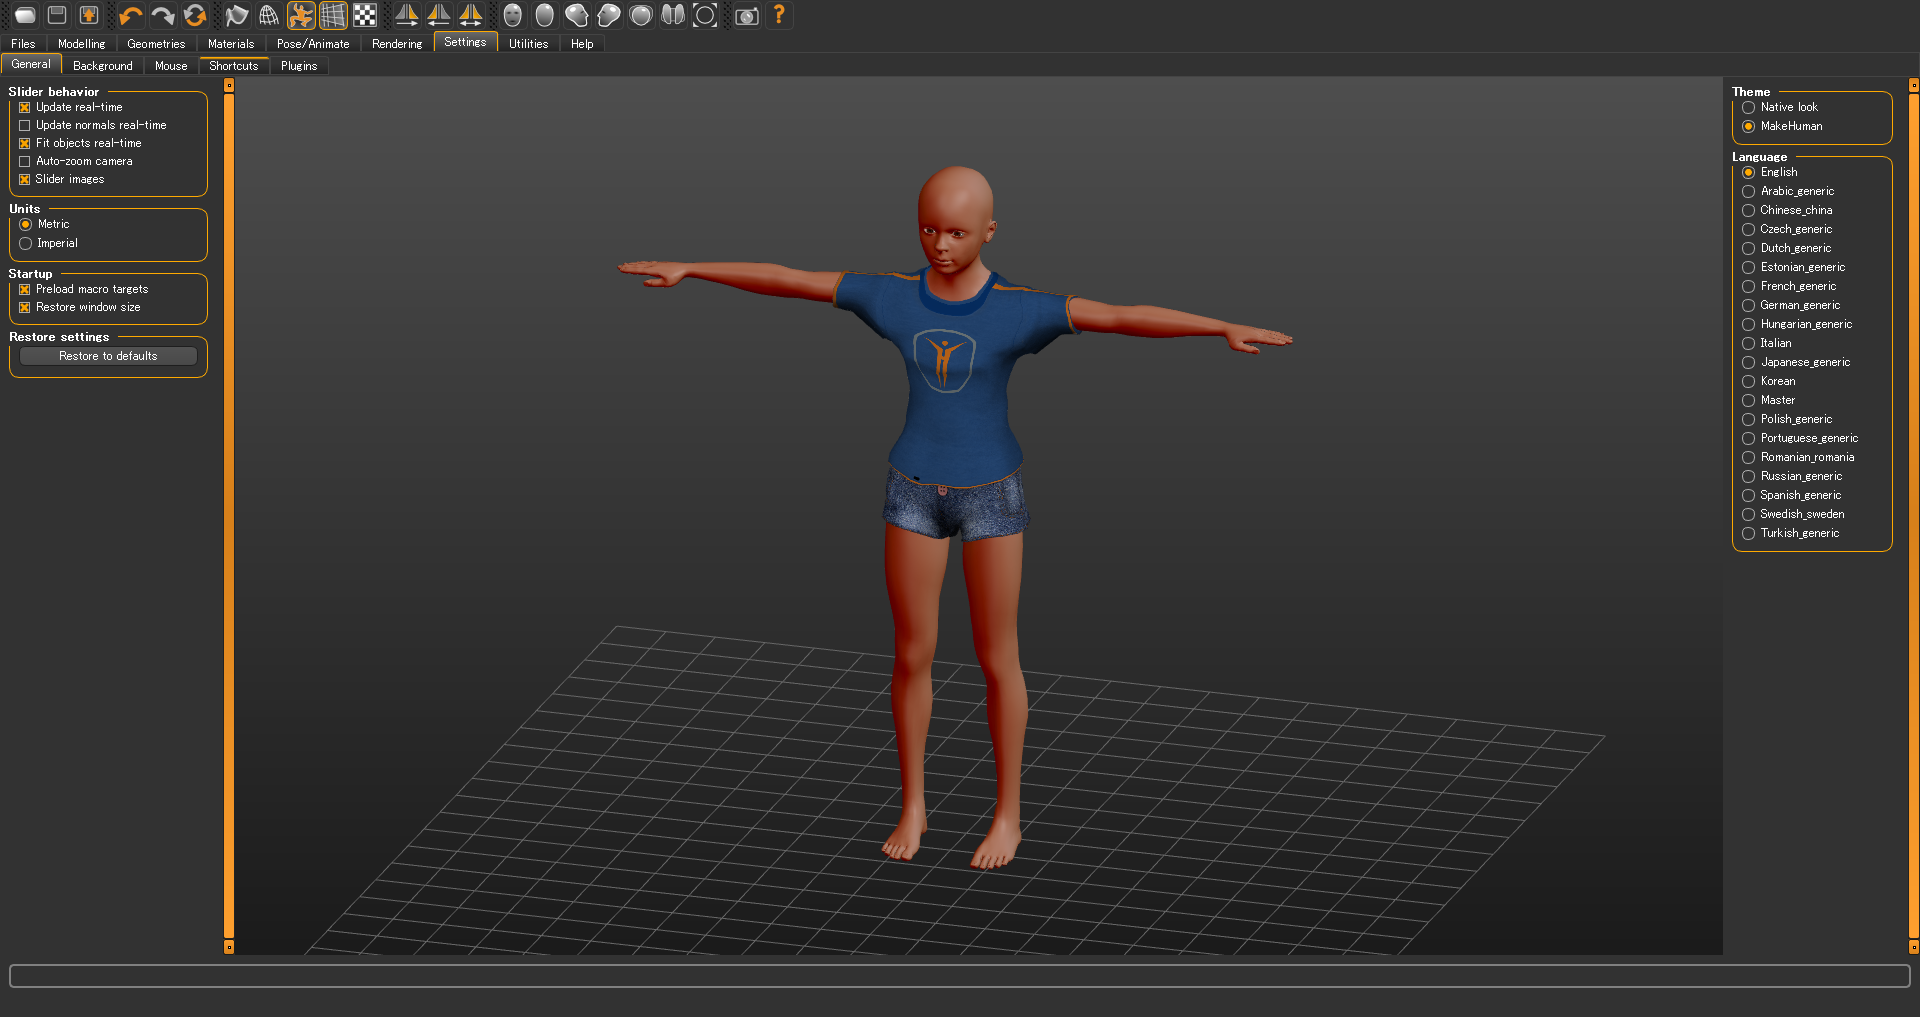 Files Modelling Geometries Materials Pose/Animate Rendering Settings Utilities Help
General Background Mouse Shortcuts Plugins
Slider behavior
Update real-time
Update normals real-time
Fit objects real-time
Auto-zoom camera
Slider images
Units
Metric
Imperial
Startup
Preload macro targets
Restore window size
Restore settings
Restore to defaults
Theme
Native look
MakeHuman
Language
English
Arabic_generic
Chinese_china
Czech_generic
Dutch_generic
Estonian_generic
French_generic
German_generic
Hungarian_generic
Italian
Japanese_generic
Korean
Master
Polish_generic
Portuguese_generic
Romanian_romania
Russian_generic
Spanish_generic
Swedish_sweden
Turkish_generic